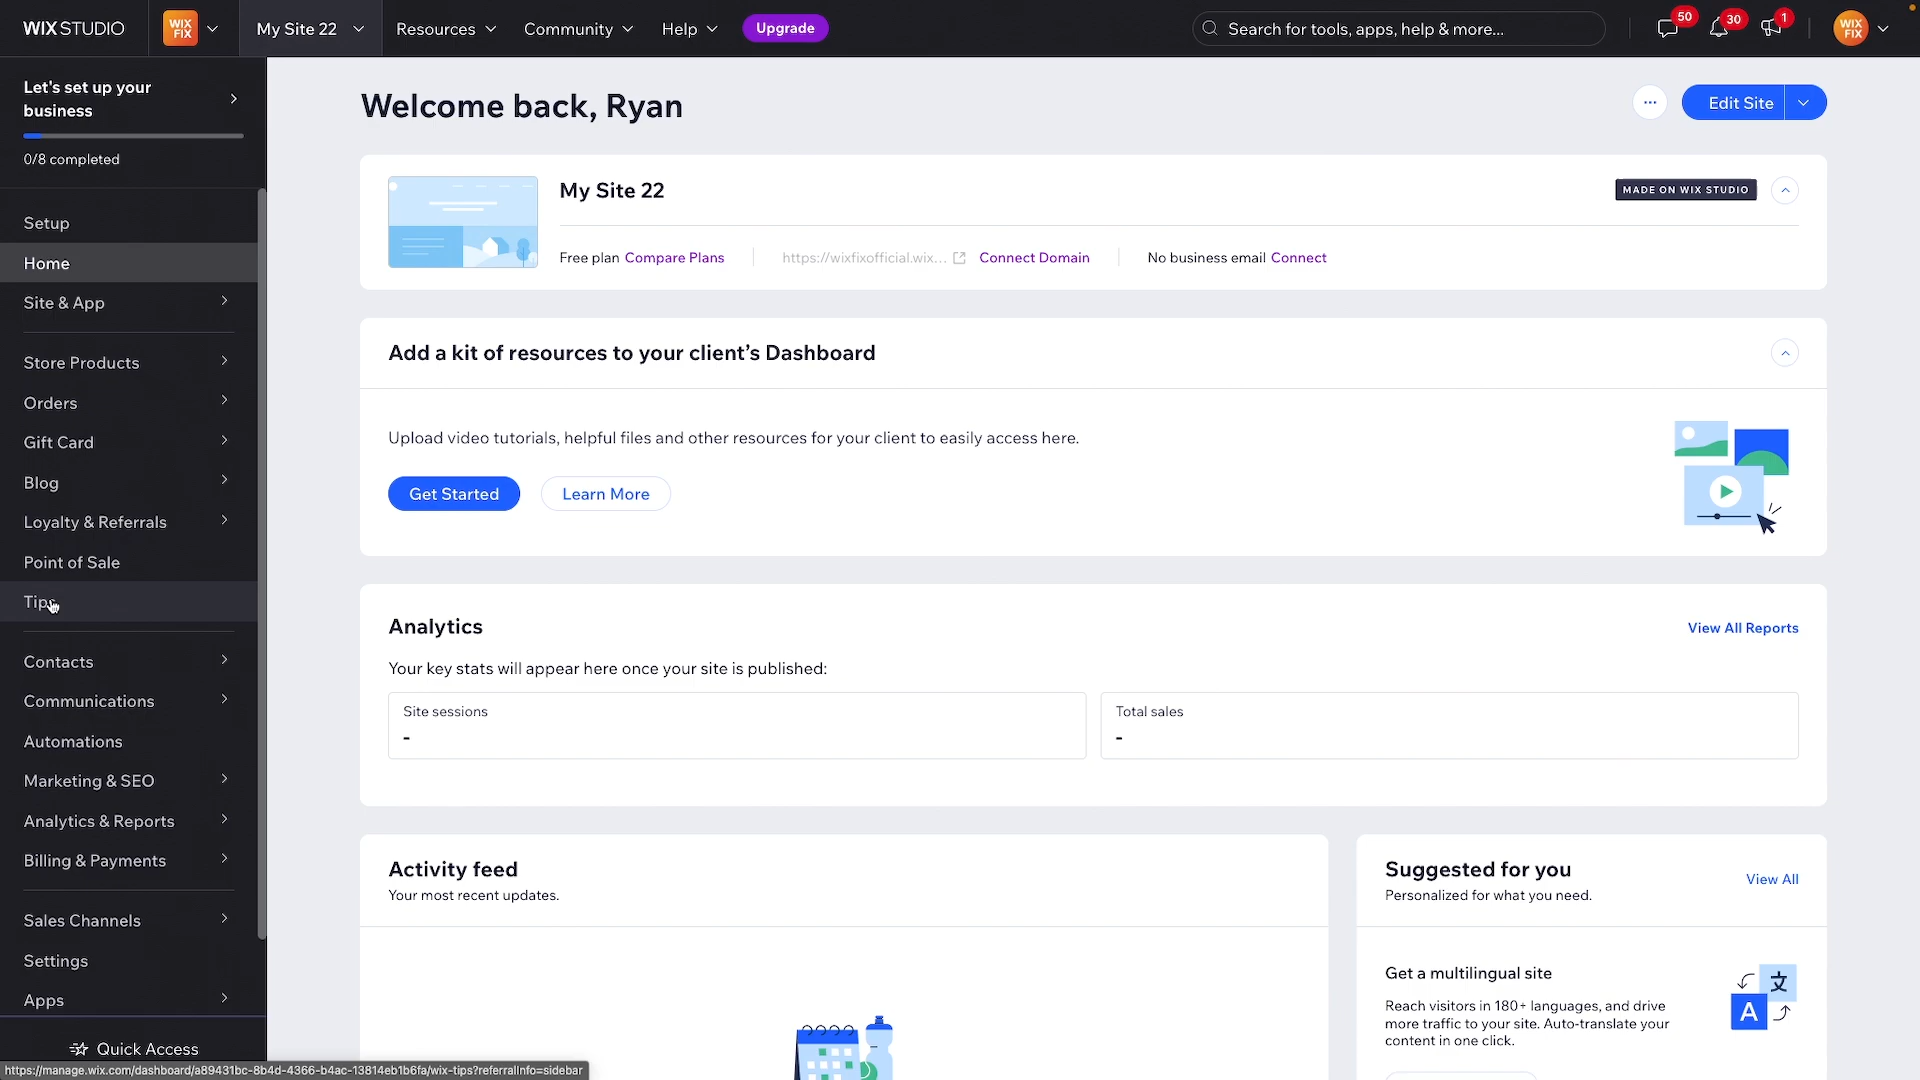 WIX STUDIO
WIX FIX
My Site 22
Resources
Community
Help
Upgrade
Search for tools, apps, help & more...
50
30
1
WIX FIX
Let's set up your
business
0/8 completed
Setup
Home
Site & App
Store Products
Orders
Gift Card
Blog
Loyalty & Referrals
Point of Sale
Tips
Contacts
Communications
Automations
Marketing & SEO
Analytics & Reports
Billing & Payments
Sales Channels
Settings
Apps
Quick Access
https://manage.wix.com/dashboard/a89431bc-8b4d-4366-b4ac-13814eb1b6fa/wix-tips?referralInfo=sidebar
Welcome back, Ryan
Edit Site
My Site 22
MADE ON WIX STUDIO
Free plan Compare Plans
https://wixfixofficial.wix...
Connect Domain
No business email Connect
Add a kit of resources to your client’s Dashboard
Upload video tutorials, helpful files and other resources for your client to easily access here.
Get Started
Learn More
Analytics
View All Reports
Your key stats will appear here once your site is published:
Site sessions
-
Total sales
-
Activity feed
Your most recent updates.
Suggested for you
Personalized for what you need.
View All
Get a multilingual site
Reach visitors in 180+ languages, and drive
more traffic to your site. Auto-translate your
content in one click.
文
A